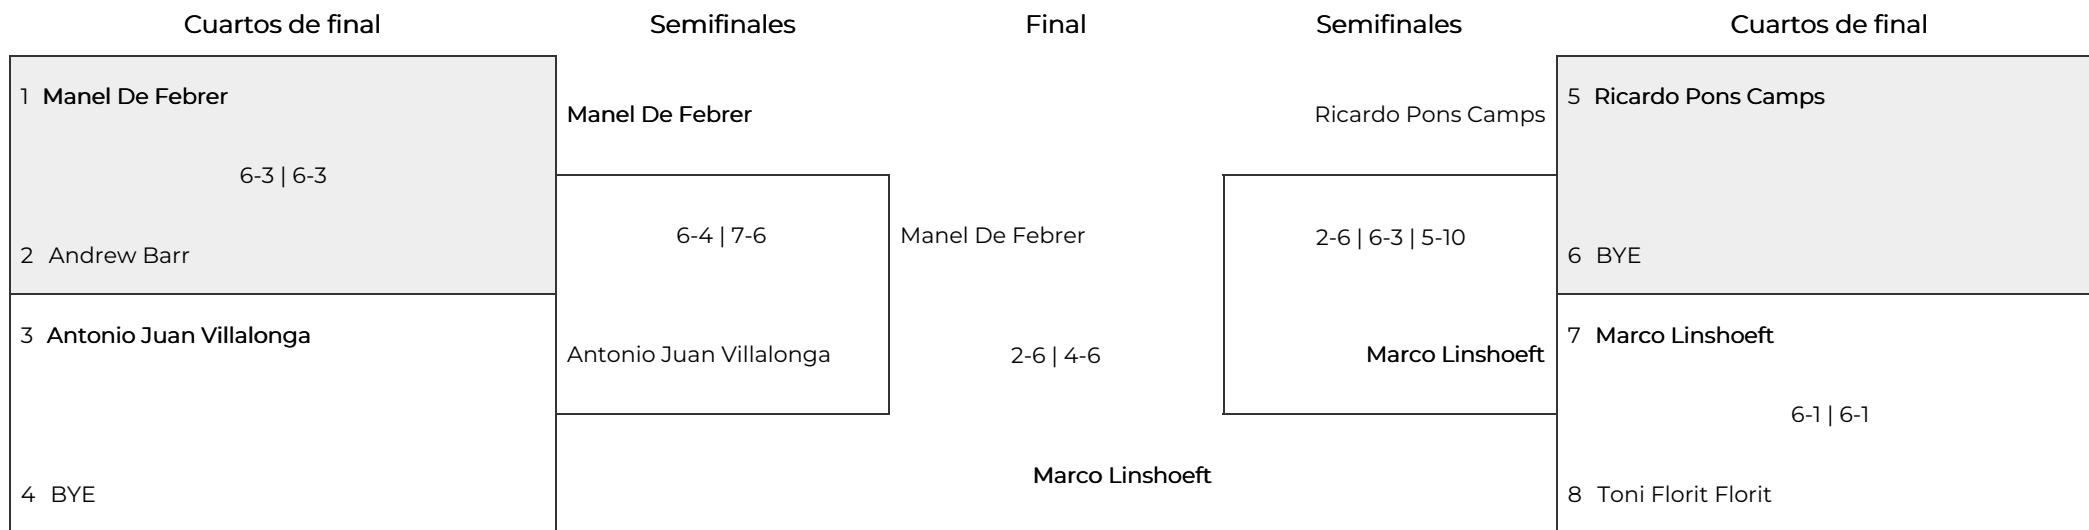 Cuartos de final
Semifinales
Final
Semifinales
Cuartos de final
1 Manel De Febrer
6-3 | 6-3
2 Andrew Barr
3 Antonio Juan Villalonga
4 BYE
Manel De Febrer
6-4 | 7-6
Antonio Juan Villalonga
Manel De Febrer
2-6 | 4-6
Marco Linshoeft
Ricardo Pons Camps
2-6 | 6-3 | 5-10
Marco Linshoeft
5 Ricardo Pons Camps
6 BYE
7 Marco Linshoeft
6-1 | 6-1
8 Toni Florit Florit